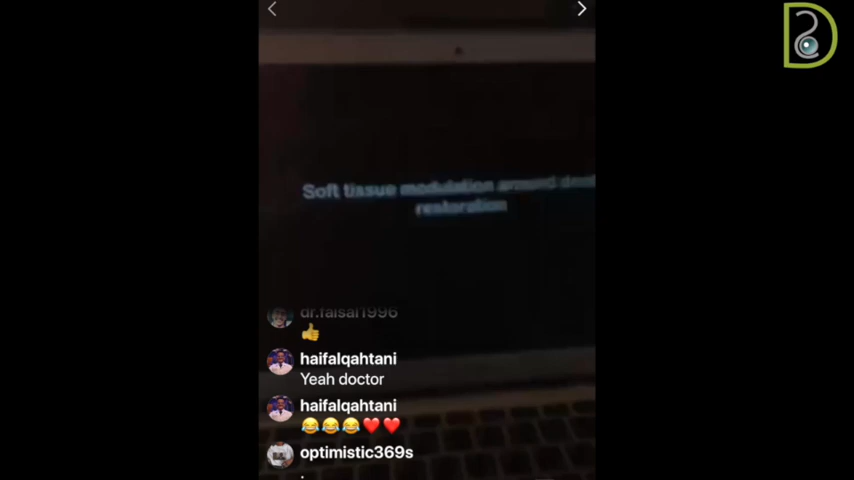 Soft tissue modulation around
restoration
dr.faisal1996
👍
haifalqahtani
Yeah doctor
haifalqahtani
😂😂😂❤️❤️
optimistic369s